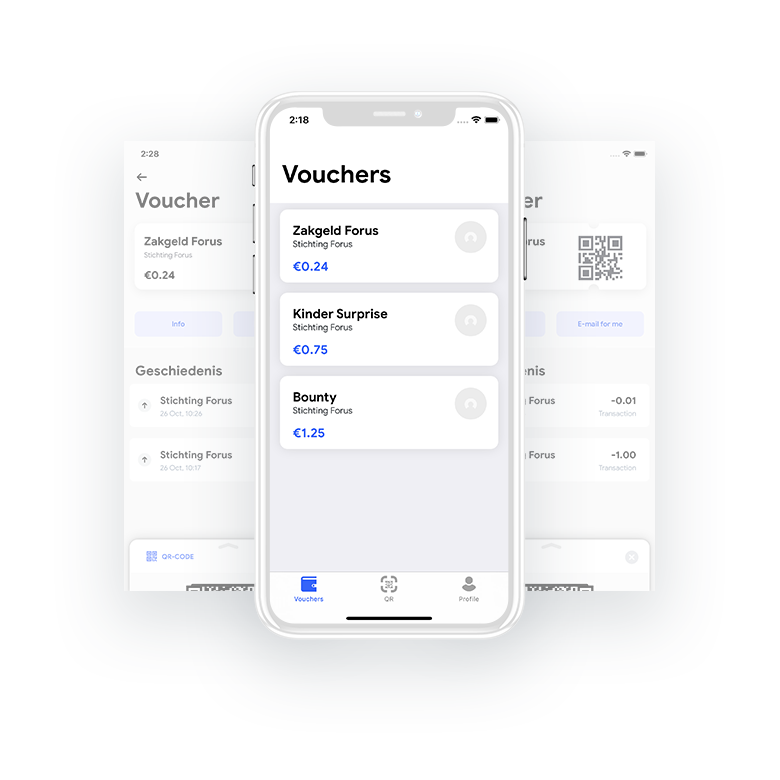 2:18
Vouchers
Zakgeld Forus
Stichting Forus
€0.24
Kinder Surprise
Stichting Forus
€0.75
Bounty
Stichting Forus
€1.25
Vouchers
QR
Profile
2:28
Voucher
Zakgeld Forus
Stichting Forus
€0.24
Info
Geschiedenis
Stichting Forus
26 Oct, 10:26
Stichting Forus
26 Oct, 10:17
QR-CODE
er
orus
E-mail for me
nis
Forus
-0.01
Transaction
Forus
-1.00
Transaction